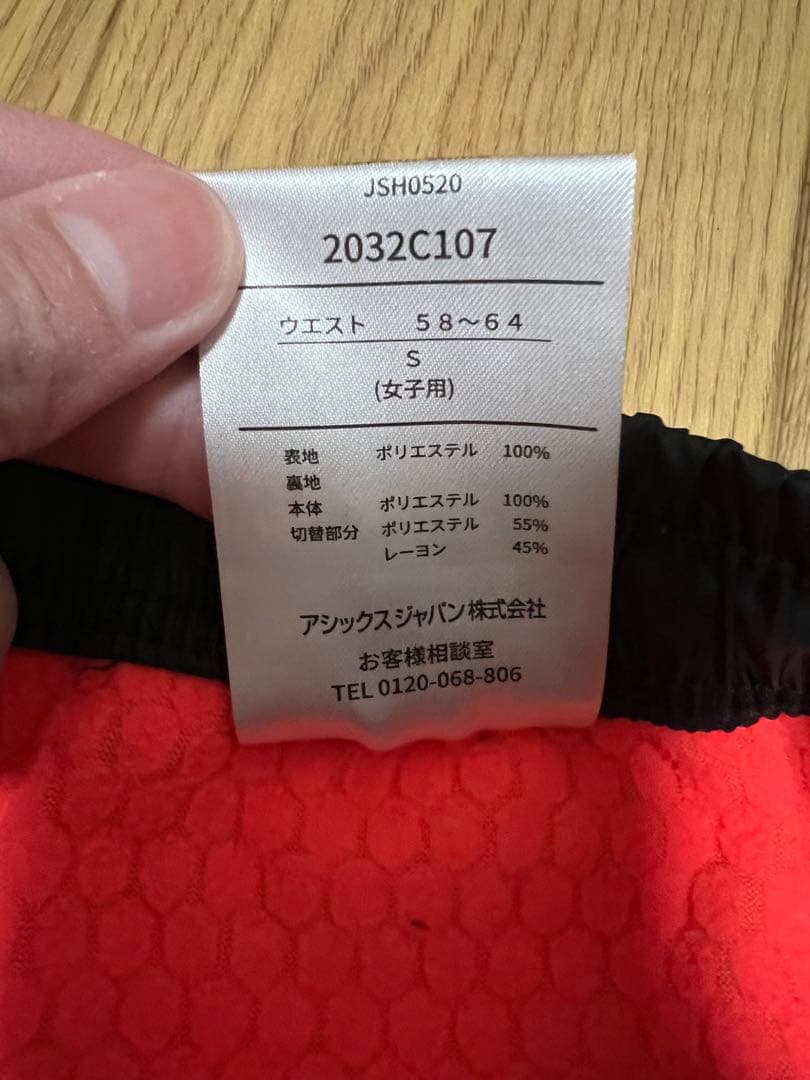 JSH0520
2032C107
ウエスト 58～64
S
(女子用)
表地 ポリエステル 100%
裏地
本体 ポリエステル 100%
切替部分 ポリエステル 55%
レーヨン 45%
アシックスジャパン株式会社
お客様相談室
TEL 0120-068-806